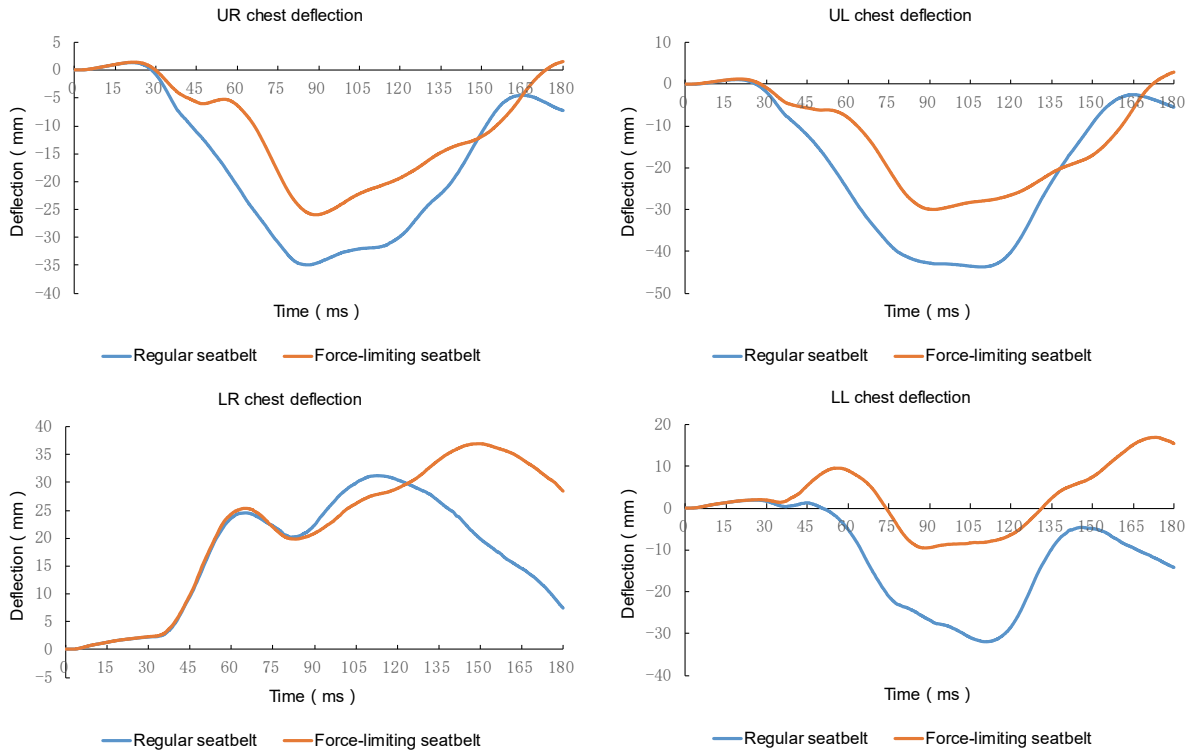 UR chest deflection
5
0
−5
−10
−15
−20
−25
−30
−35
−40
0 15 30 45 60 75 90 105 120 135 150 165 180
Deflection ( mm )
Time ( ms )
Regular seatbelt Force-limiting seatbelt
UL chest deflection
10
0
−10
−20
−30
−40
−50
0 15 30 45 60 75 90 105 120 135 150 165 180
Deflection ( mm )
Time ( ms )
Regular seatbelt Force-limiting seatbelt
LR chest deflection
40
35
30
25
20
15
10
5
0
−5
0 15 30 45 60 75 90 105 120 135 150 165 180
Deflection ( mm )
Time ( ms )
Regular seatbelt Force-limiting seatbelt
LL chest deflection
20
10
0
−10
−20
−30
−40
0 15 30 45 60 75 90 105 120 135 150 165 180
Deflection ( mm )
Time ( ms )
Regular seatbelt Force-limiting seatbelt